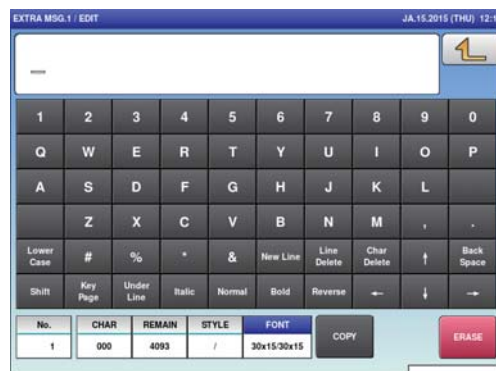 EXTRA MSG.1 / EDIT JA.15.2015 (THU) 12:1
1 2 3 4 5 6 7 8 9 0
Q W E R T Y U I O P
A S D F G H J K L
Z X C V B N M , .
Lower Case # % * & New Line Line Delete Char Delete ↑ Back Space
Shift Key Page Under Line Italic Normal Bold Reverse ← ↓ →
No. CHAR REMAIN STYLE FONT COPY ERASE
1 000 4093 / 30x15/30x15